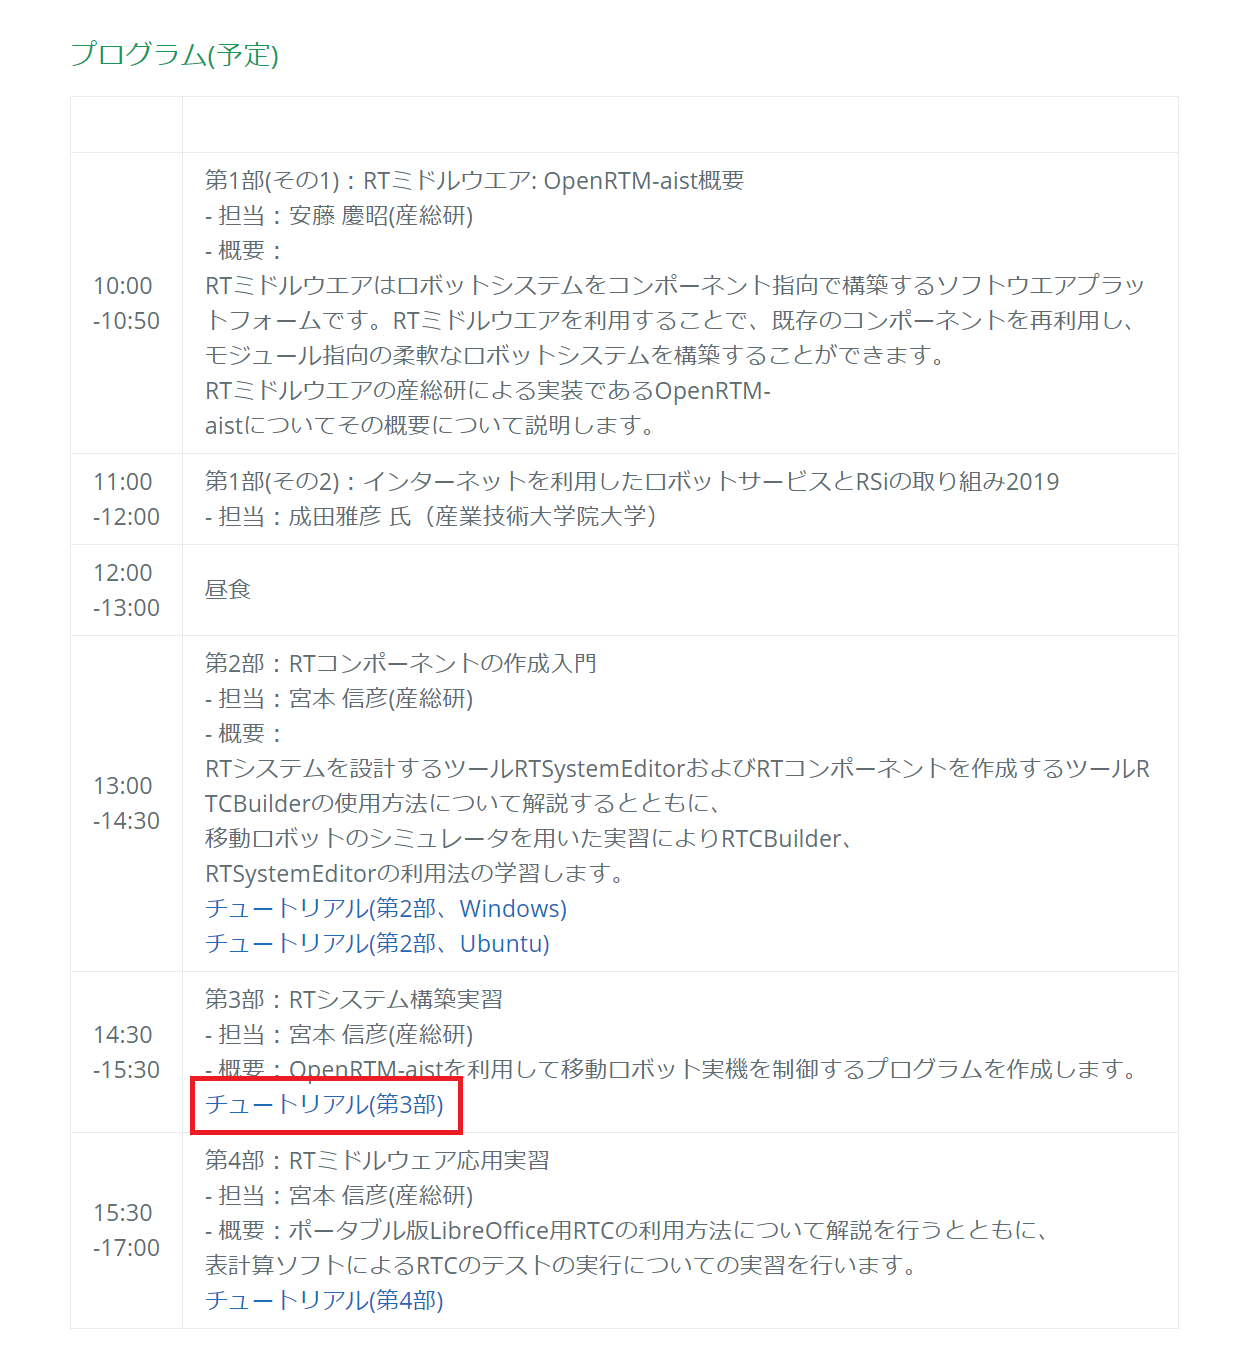 プログラム(予定)
10:00
-10:50
第1部(その1)：RTミドルウエア: OpenRTM-aist概要
- 担当：安藤 慶昭(産総研)
- 概要：
RTミドルウエアはロボットシステムをコンポーネント指向で構築するソフトウエアプラッ
トフォームです。RTミドルウエアを利用することで、既存のコンポーネントを再利用し、
モジュール指向の柔軟なロボットシステムを構築することができます。
RTミドルウエアの産総研による実装であるOpenRTM-
aistについてその概要について説明します。
11:00
-12:00
第1部(その2)：インターネットを利用したロボットサービスとRSiの取り組み2019
- 担当：成田雅彦 氏（産業技術大学院大学）
12:00
-13:00
昼食
13:00
-14:30
第2部：RTコンポーネントの作成入門
- 担当：宮本 信彦(産総研)
- 概要：
RTシステムを設計するツールRTSystemEditorおよびRTコンポーネントを作成するツールR
TCBuilderの使用方法について解説するとともに、
移動ロボットのシミュレータを用いた実習によりRTCBuilder、
RTSystemEditorの利用法の学習します。
チュートリアル(第2部、Windows)
チュートリアル(第2部、Ubuntu)
14:30
-15:30
第3部：RTシステム構築実習
- 担当：宮本 信彦(産総研)
- 概要：OpenRTM-aistを利用して移動ロボット実機を制御するプログラムを作成します。
チュートリアル(第3部)
15:30
-17:00
第4部：RTミドルウェア応用実習
- 担当：宮本 信彦(産総研)
- 概要：ポータブル版LibreOffice用RTCの利用方法について解説を行うとともに、
表計算ソフトによるRTCのテストの実行についての実習を行います。
チュートリアル(第4部)